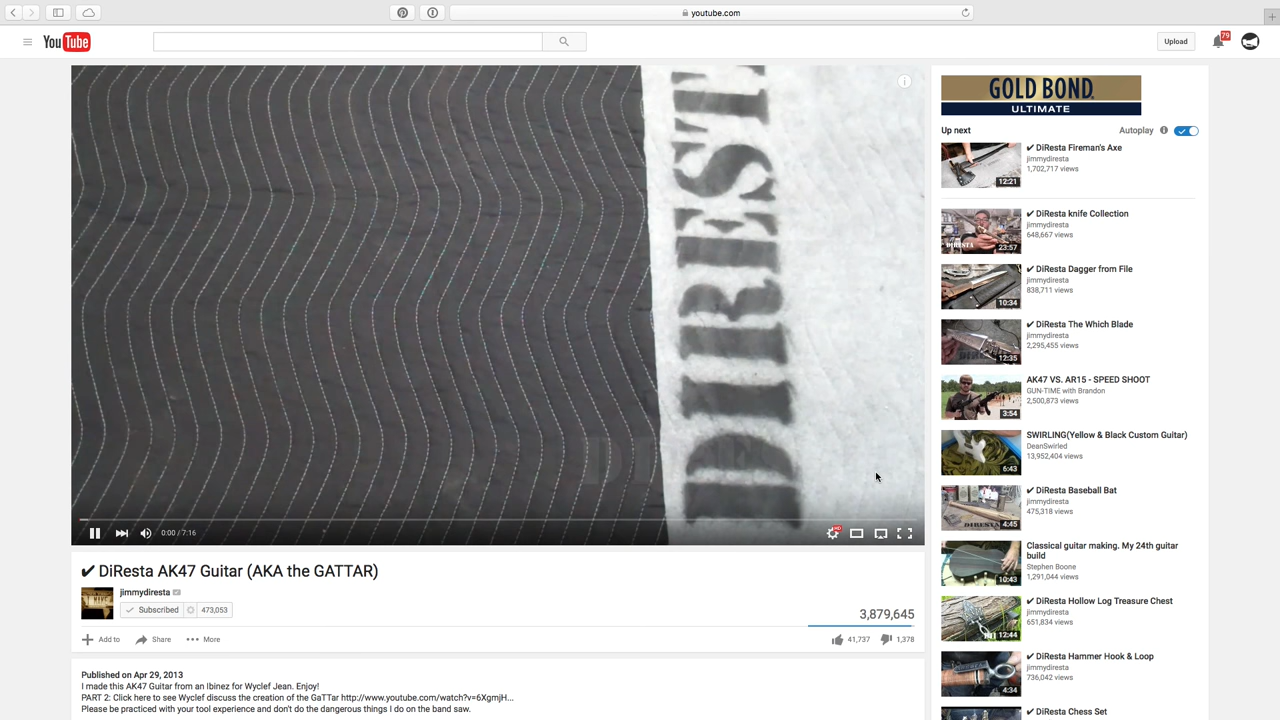 youtube.com
YouTube
Upload
79
DIRESTA
0:00 / 7:16
HD
✔ DiResta AK47 Guitar (AKA the GATTAR)
jimmydiresta
Subscribed
473,053
3,879,645
Add to
Share
More
41,737
1,378
Published on Apr 29, 2013
I made this AK47 Guitar from an Ibinez for Wyclef Jean. Enjoy!
PART 2: Click here to see Wyclef discuss the creation of the GaTTar http://www.youtube.com/watch?v=6XgmjH...
Please be practiced with your tool experience and don't do the dangerous things I do on the band saw.
GOLD BOND
ULTIMATE
Up next
Autoplay
✔ DiResta Fireman's Axe
jimmydiresta
1,702,717 views
12:21
✔ DiResta knife Collection
jimmydiresta
648,667 views
DIRESTA
23:57
✔ DiResta Dagger from File
jimmydiresta
838,711 views
10:34
✔ DiResta The Which Blade
jimmydiresta
2,295,455 views
12:35
AK47 VS. AR15 - SPEED SHOOT
GUN-TIME with Brandon
2,500,873 views
3:54
SWIRLING(Yellow & Black Custom Guitar)
DeanSwirled
13,952,404 views
6:43
✔ DiResta Baseball Bat
jimmydiresta
475,318 views
DIRESTA
4:45
Classical guitar making. My 24th guitar
build
Stephen Boone
1,291,044 views
10:43
✔ DiResta Hollow Log Treasure Chest
jimmydiresta
651,834 views
12:44
✔ DiResta Hammer Hook & Loop
jimmydiresta
736,042 views
4:34
✔ DiResta Chess Set